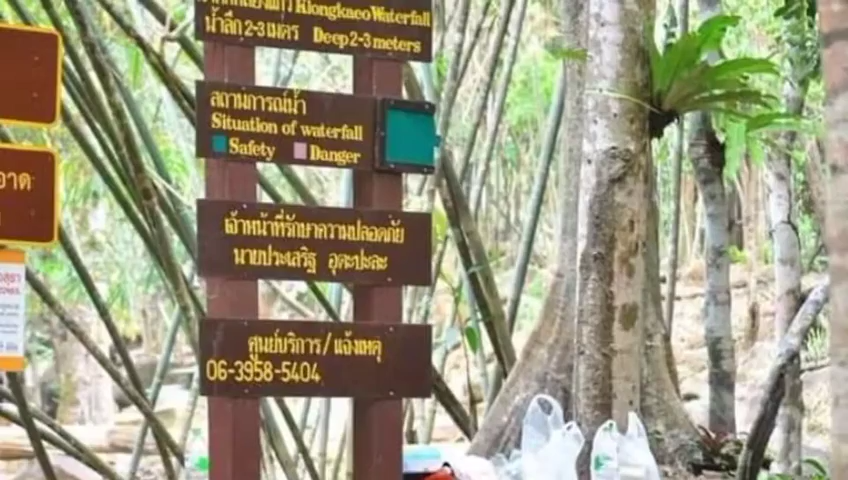 Klongkaeo Waterfall
น้ำลึก 2-3 เมตร Deep 2-3 meters
สถานการณ์น้ำ
Situation of waterfall
Safety Danger
เจ้าหน้าที่รักษาความปลอดภัย
นายประเสริฐ อุตะปะละ
ศูนย์บริการ/แจ้งเหตุ
06-3958-5404